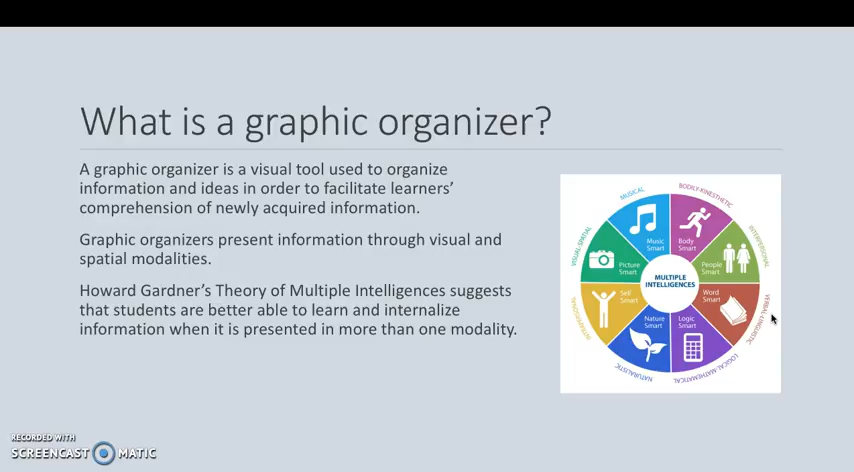 What is a graphic organizer?
A graphic organizer is a visual tool used to organize
information and ideas in order to facilitate learners’
comprehension of newly acquired information.
Graphic organizers present information through visual and
spatial modalities.
Howard Gardner’s Theory of Multiple Intelligences suggests
that students are better able to learn and internalize
information when it is presented in more than one modality.
MUSICAL
BODILY-KINESTHETIC
INTERPERSONAL
VERBAL-LINGUISTIC
LOGICAL-MATHEMATICAL
NATURALISTIC
INTRAPERSONAL
VISUAL-SPATIAL
Music
Smart
Body
Smart
People
Smart
Word
Smart
Logic
Smart
Nature
Smart
Self
Smart
Picture
Smart
MULTIPLE
INTELLIGENCES
RECORDED WITH
SCREENCAST MATIC